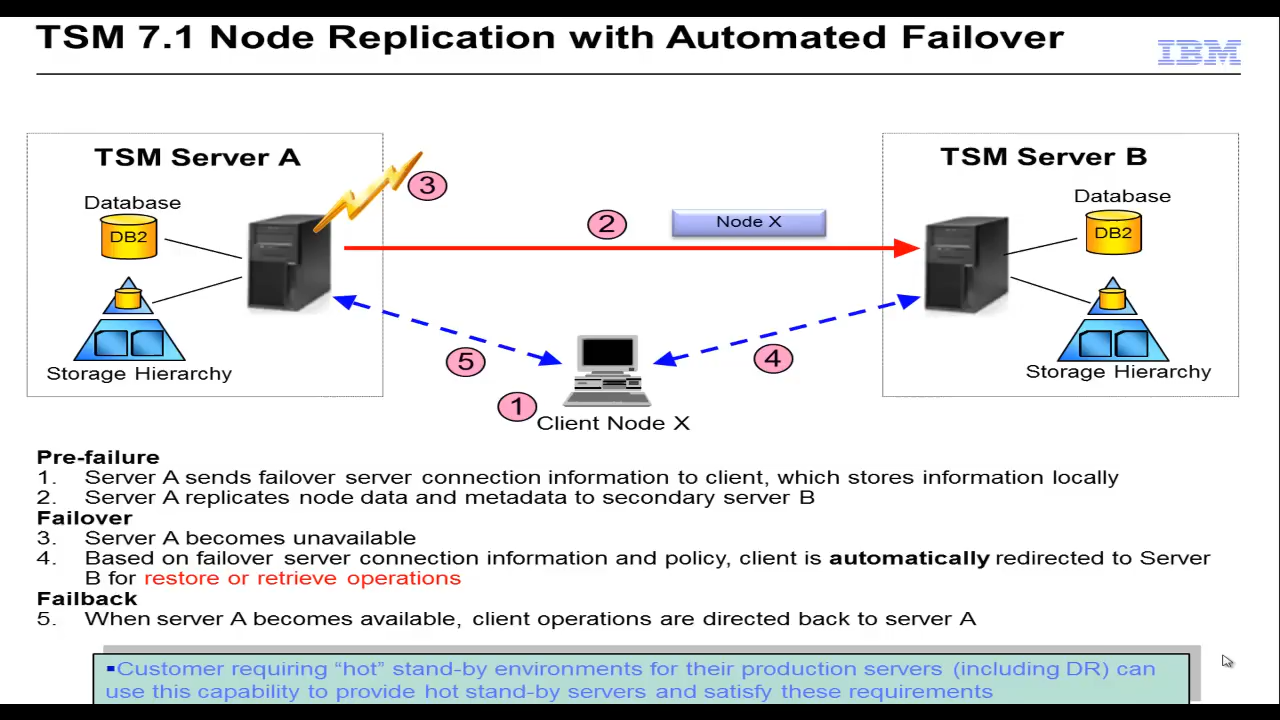 TSM 7.1 Node Replication with Automated Failover
IBM
TSM Server A
TSM Server B
Database
DB2
Storage Hierarchy
3
2
Node X
Database
DB2
Storage Hierarchy
5
4
1
Client Node X
Pre-failure
1. Server A sends failover server connection information to client, which stores information locally
2. Server A replicates node data and metadata to secondary server B
Failover
3. Server A becomes unavailable
4. Based on failover server connection information and policy, client is automatically redirected to Server
B for restore or retrieve operations
Failback
5. When server A becomes available, client operations are directed back to server A
▪Customer requiring “hot” stand-by environments for their production servers (including DR) can
use this capability to provide hot stand-by servers and satisfy these requirements